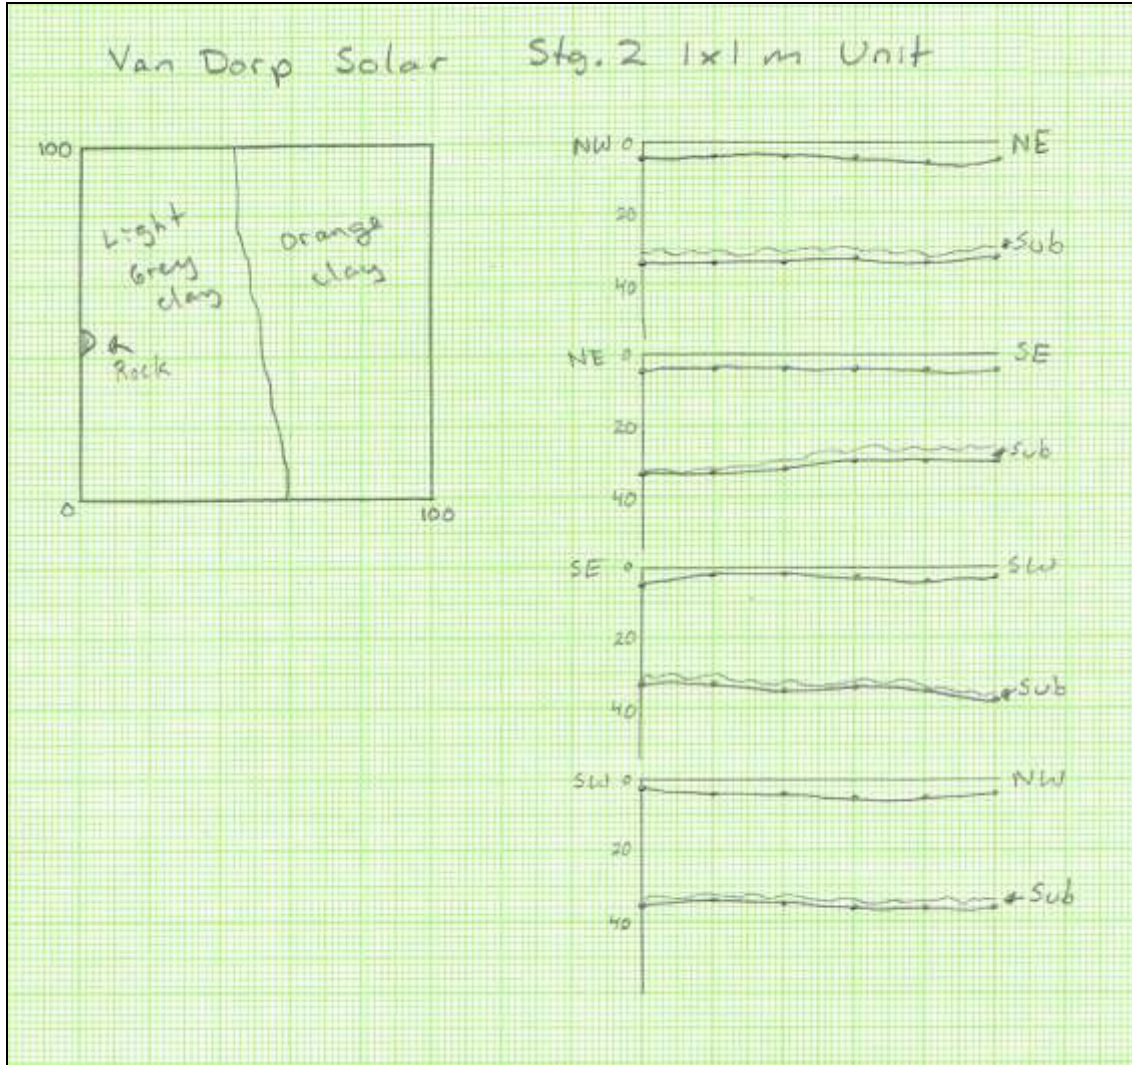 Van Dorp Solar Stg. 2 1x1 m Unit
100
Light
Grey
clay
Orange
clay
Rock
0
100
NW 0 NE
20
Sub
40
NE 0 SE
20
Sub
40
SE 0 SW
20
Sub
40
SW 0 NW
20
Sub
40